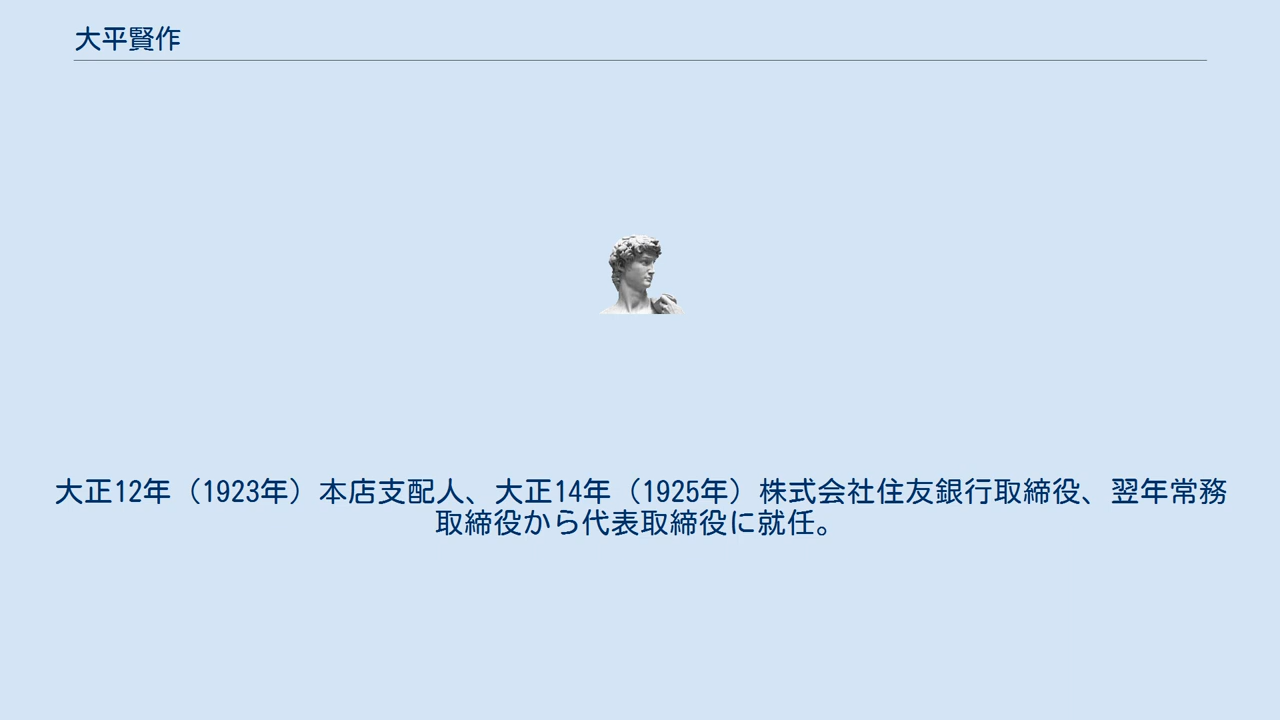 大平賢作
大正12年（1923年）本店支配人、大正14年（1925年）株式会社住友銀行取締役、翌年常務
取締役から代表取締役に就任。